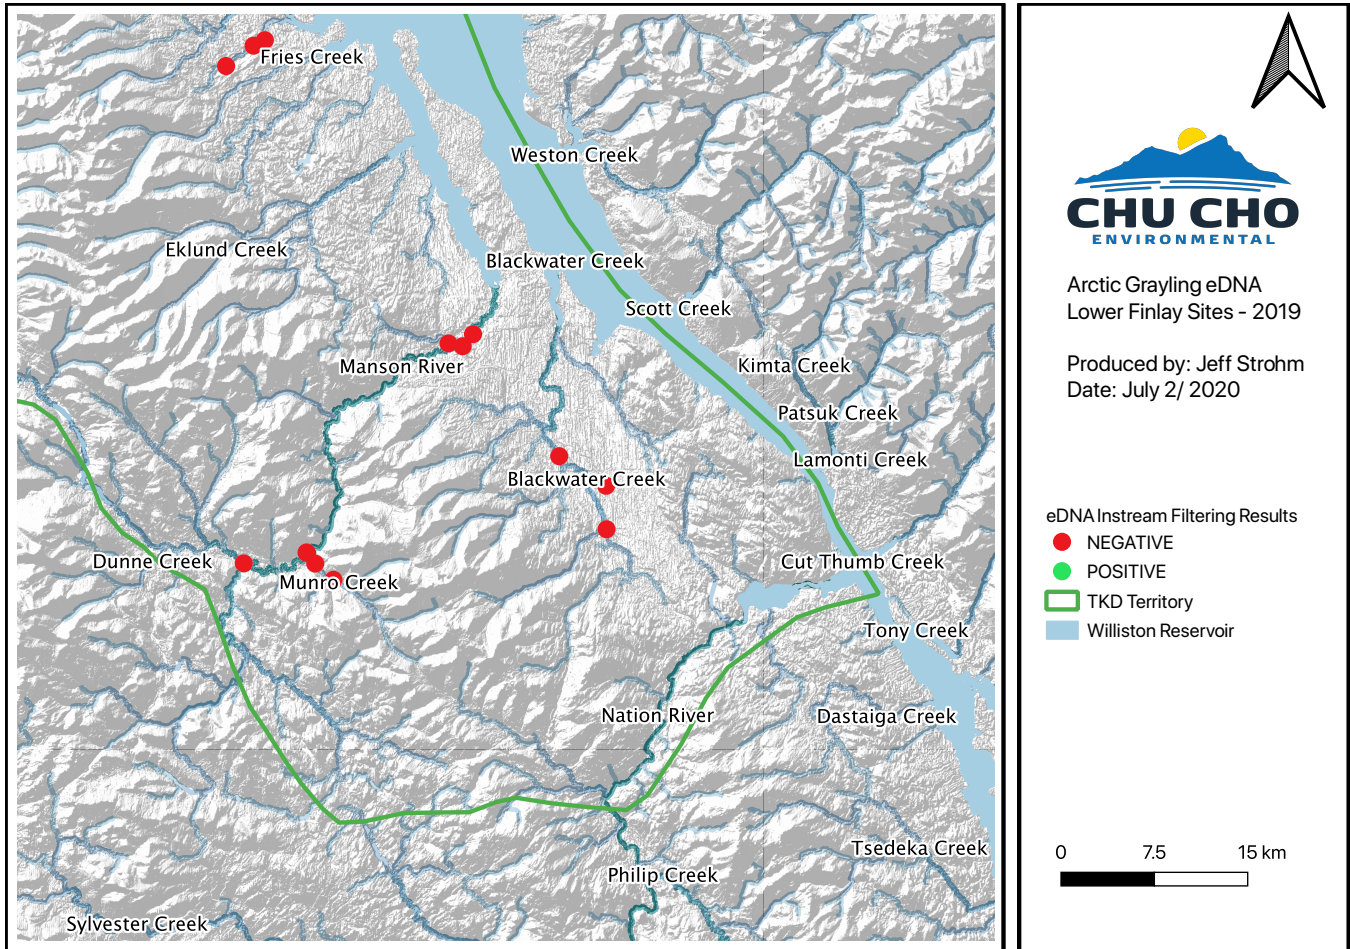 Fries Creek
Weston Creek
Eklund Creek
Blackwater Creek
Scott Creek
Manson River
Kimta Creek
Patsuk Creek
Lamonti Creek
Blackwater Creek
Dunne Creek
Munro Creek
Cut Thumb Creek
Tony Creek
Nation River
Dastaiga Creek
Tsedeka Creek
Philip Creek
Sylvester Creek
CHU CHO
ENVIRONMENTAL
Arctic Grayling eDNA
Lower Finlay Sites - 2019
Produced by: Jeff Strohm
Date: July 2/ 2020
eDNA Instream Filtering Results
NEGATIVE
POSITIVE
TKD Territory
Williston Reservoir
0 7.5 15 km